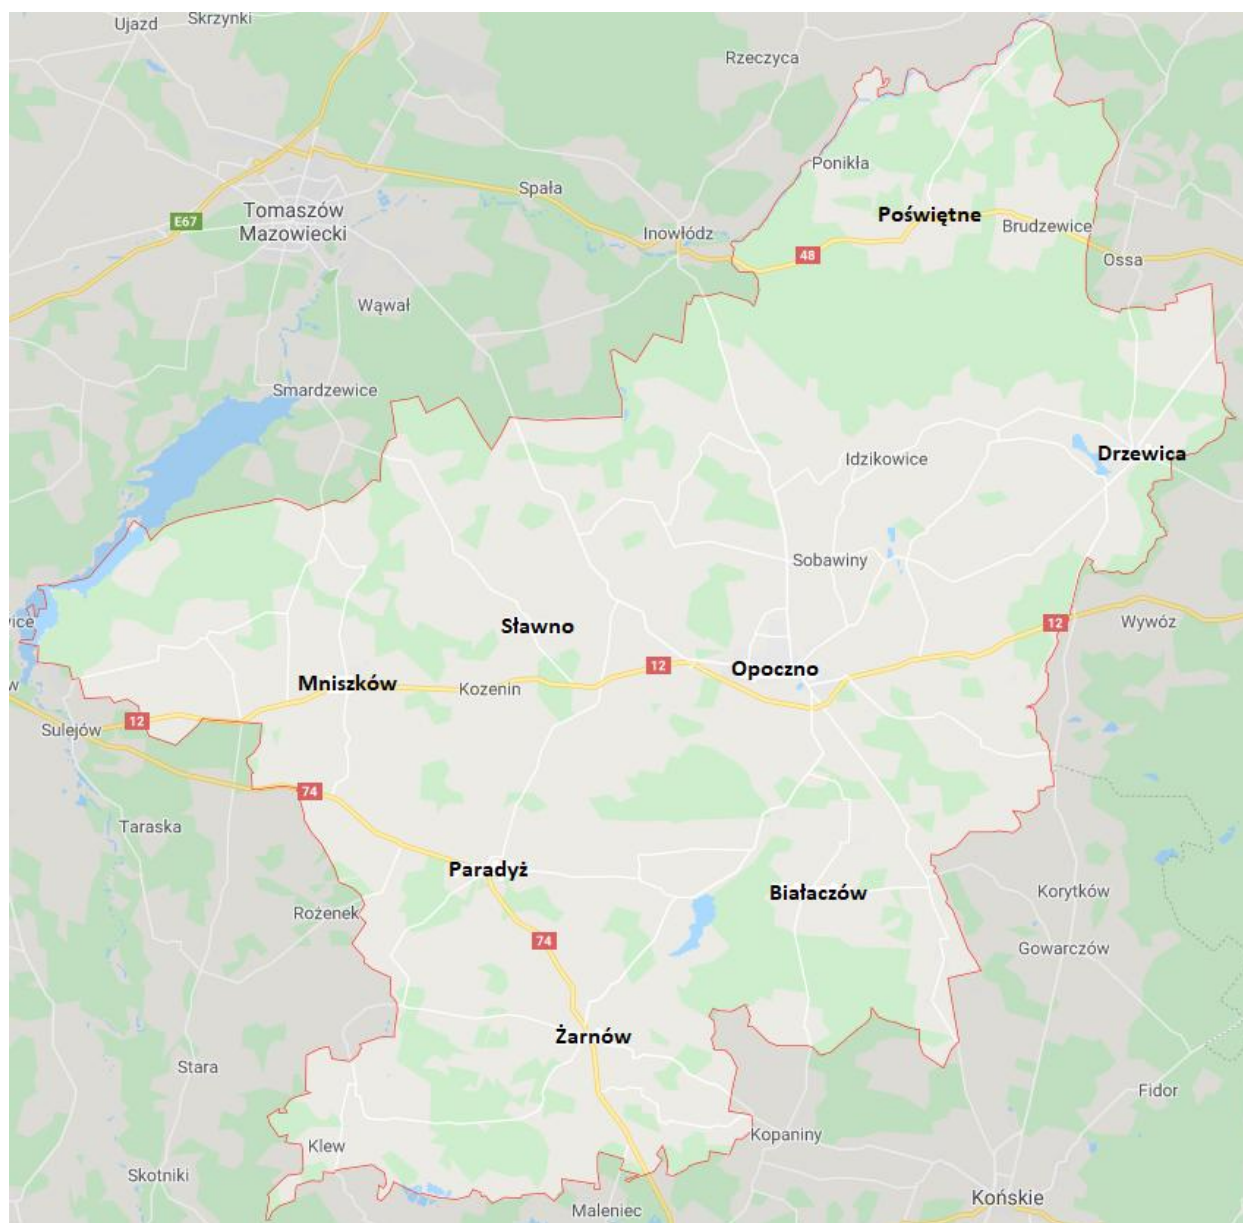 Ujazd
Skrzynki
Rzeczyca
Ponikła
Spała
E67
Tomaszów
Mazowiecki
Poświętne
Inowłódz
Brudzewice
48
Ossa
Wąwał
Smardzewice
Idzikowice
Drzewica
Sobawiny
vice
Sławno
12
Wywóz
12
Opoczno
w
Mniszków
Kozenin
12
Sulejów
74
Taraska
Paradyż
Białaczów
Korytków
Rożenek
74
Gowarczów
Żarnów
Stara
Fidor
Kopaniny
Klew
Skotniki
Końskie
Maleniec